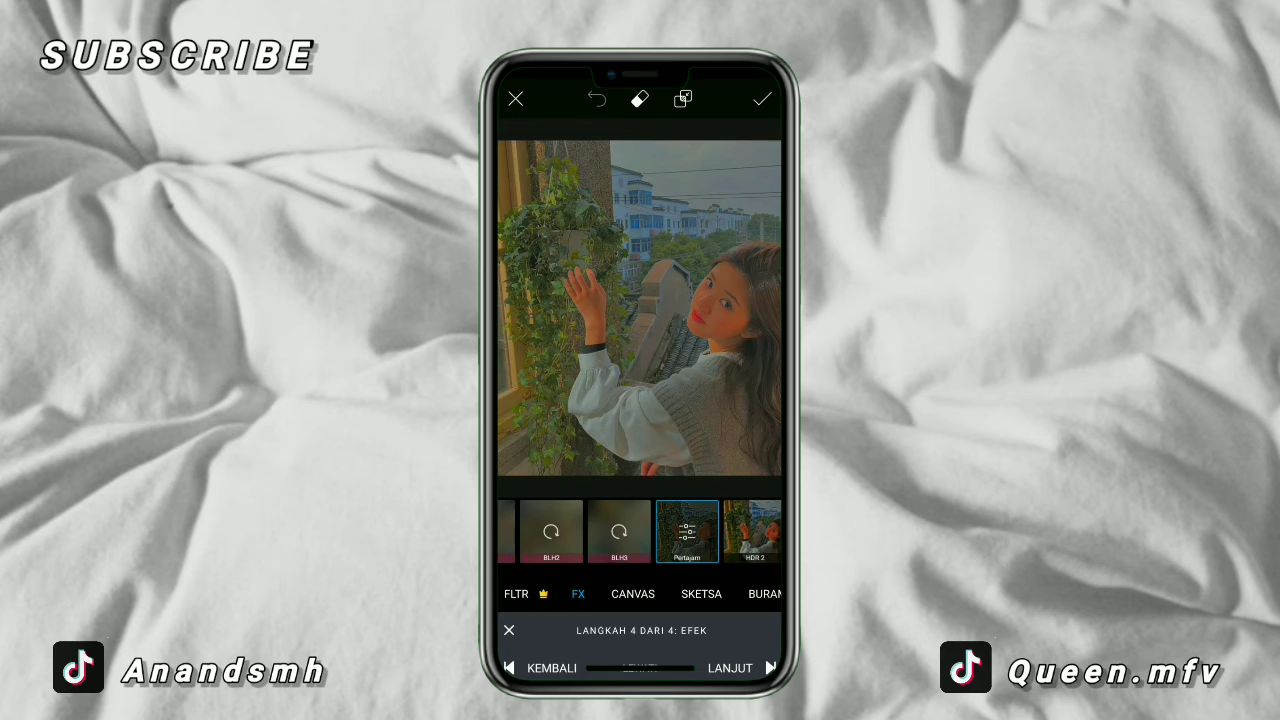 SUBSCRIBE
BLH2
BLH3
Pertajam
HDR 2
FLTR
FX
CANVAS
SKETSA
BURAM
LANGKAH 4 DARI 4: EFEK
KEMBALI
LANJUT
Anandsmh
Queen.mfv